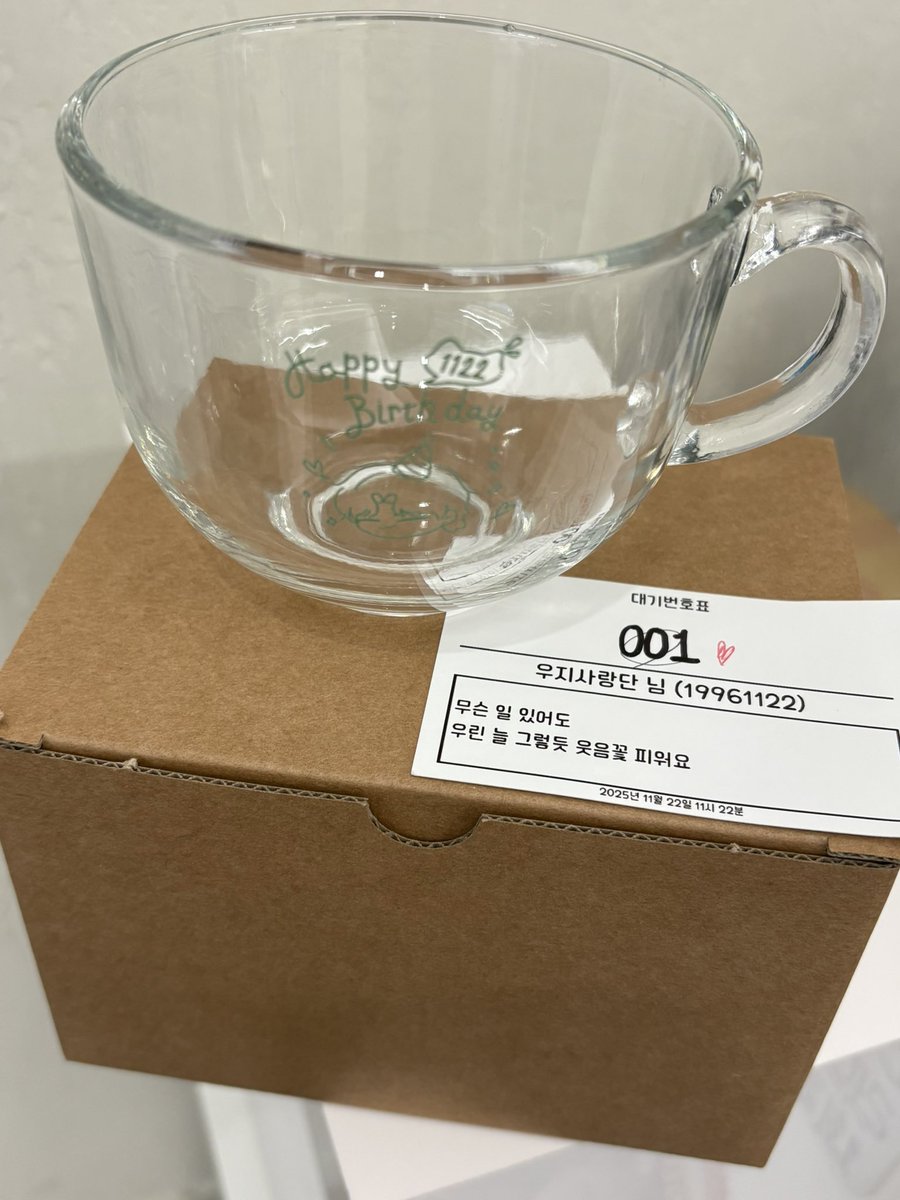 Happy 1122
Birthday
대기번호표
001
우지사랑단 님 (19961122)
무슨 일 있어도
우린 늘 그렇듯 웃음꽃 피워요
2025년 11월 22일 11시 22분